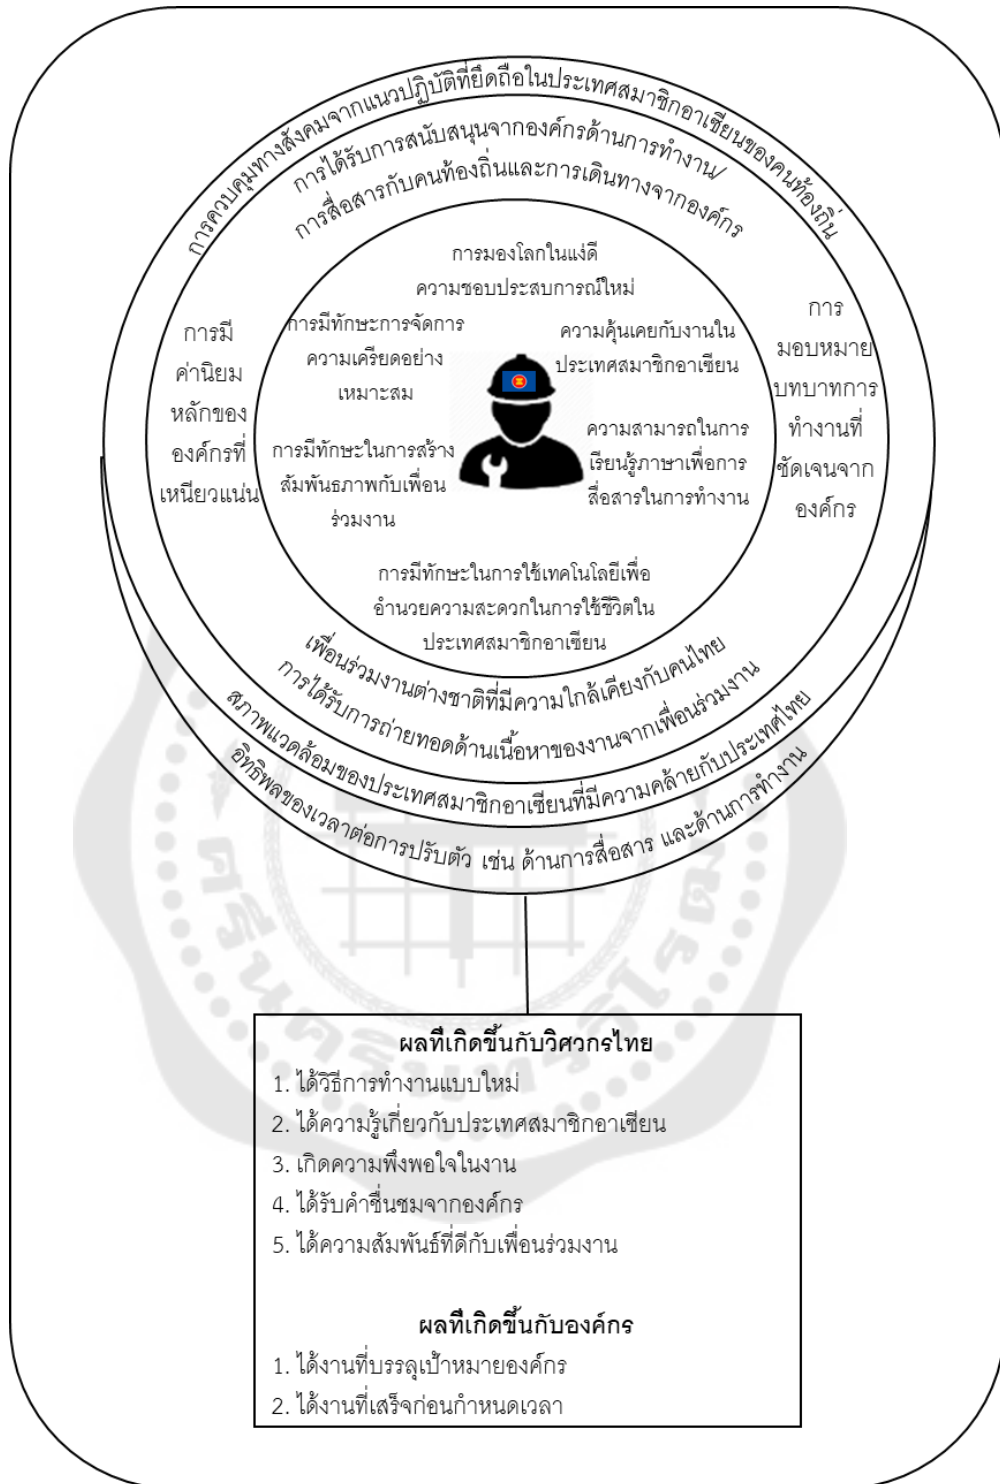 การควบคุมทางสังคมจากแนวปฏิบัติที่ยึดถือในประเทศสมาชิกอาเซียนของคนท้องถิ่น
การได้รับการสนับสนุนจากองค์กรด้านการทำงาน/
การสื่อสารกับคนท้องถิ่นและการเดินทางจากองค์กร
การมองโลกในแง่ดี
ความชอบประสบการณ์ใหม่
การมีทักษะการจัดการ
ความเครียดอย่าง
เหมาะสม
ความคุ้นเคยกับงานใน
ประเทศสมาชิกอาเซียน
การมี
ค่านิยม
หลักของ
องค์กรที่
เหนียวแน่น
การ
มอบหมาย
บทบาทการ
ทำงานที่
ชัดเจนจาก
องค์กร
การมีทักษะในการสร้าง
สัมพันธภาพกับเพื่อน
ร่วมงาน
ความสามารถในการ
เรียนรู้ภาษาเพื่อการ
สื่อสารในการทำงาน
การมีทักษะในการใช้เทคโนโลยีเพื่อ
อำนวยความสะดวกในการใช้ชีวิตใน
ประเทศสมาชิกอาเซียน
เพื่อนร่วมงานต่างชาติที่มีความใกล้เคียงกับคนไทย
การได้รับการถ่ายทอดด้านเนื้อหาของงานจากเพื่อนร่วมงาน
สภาพแวดล้อมของประเทศสมาชิกอาเซียนที่มีความคล้ายกับประเทศไทย
อิทธิพลของเวลาต่อการปรับตัว เช่น ด้านการสื่อสาร และด้านการทำงาน
ผลที่เกิดขึ้นกับวิศวกรไทย
1. ได้วิธีการทำงานแบบใหม่
2. ได้ความรู้เกี่ยวกับประเทศสมาชิกอาเซียน
3. เกิดความพึงพอใจในงาน
4. ได้รับคำชื่นชมจากองค์กร
5. ได้ความสัมพันธ์ที่ดีกับเพื่อนร่วมงาน
ผลที่เกิดขึ้นกับองค์กร
1. ได้งานที่บรรลุเป้าหมายองค์กร
2. ได้งานที่เสร็จก่อนกำหนดเวลา